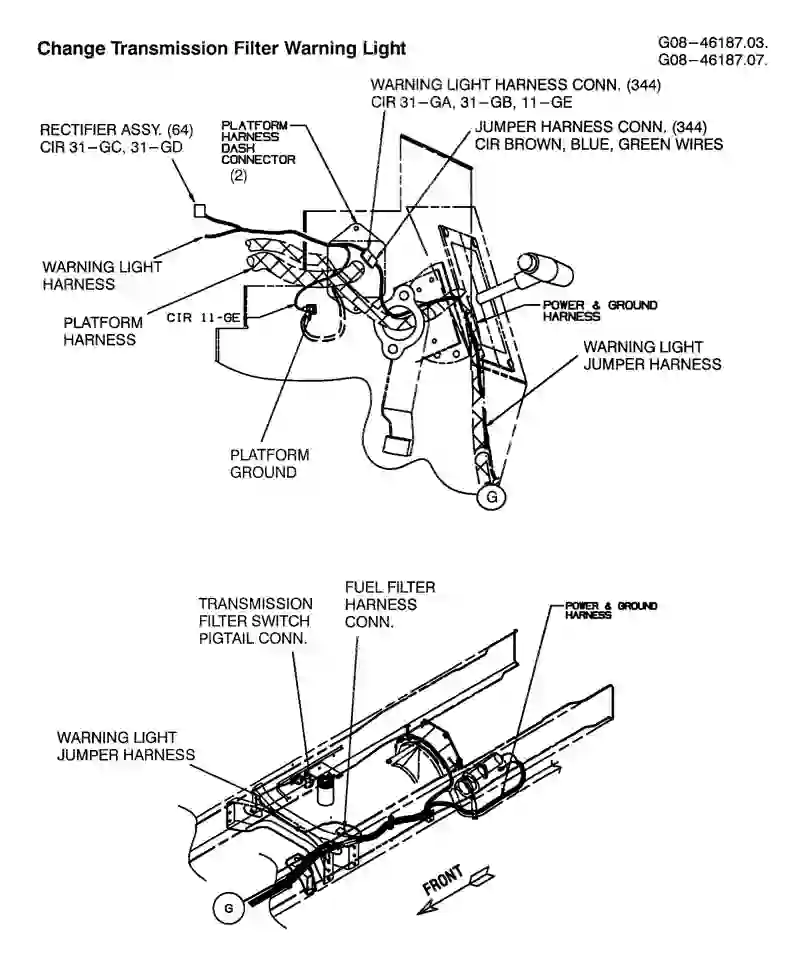 Change Transmission Filter Warning Light
G08-46187.03.
G08-46187.07.
WARNING LIGHT HARNESS CONN. (344)
CIR 31-GA, 31-GB, 11-GE
RECTIFIER ASSY. (64)
CIR 31-GC, 31-GD
PLATFORM
HARNESS
DASH
CONNECTOR
(2)
JUMPER HARNESS CONN. (344)
CIR BROWN, BLUE, GREEN WIRES
WARNING LIGHT
HARNESS
PLATFORM
HARNESS
CIR 11-GE
POWER & GROUND
HARNESS
WARNING LIGHT
JUMPER HARNESS
PLATFORM
GROUND
G
TRANSMISSION
FILTER SWITCH
PIGTAIL CONN.
FUEL FILTER
HARNESS
CONN.
POWER & GROUND
HARNESS
WARNING LIGHT
JUMPER HARNESS
FRONT
G